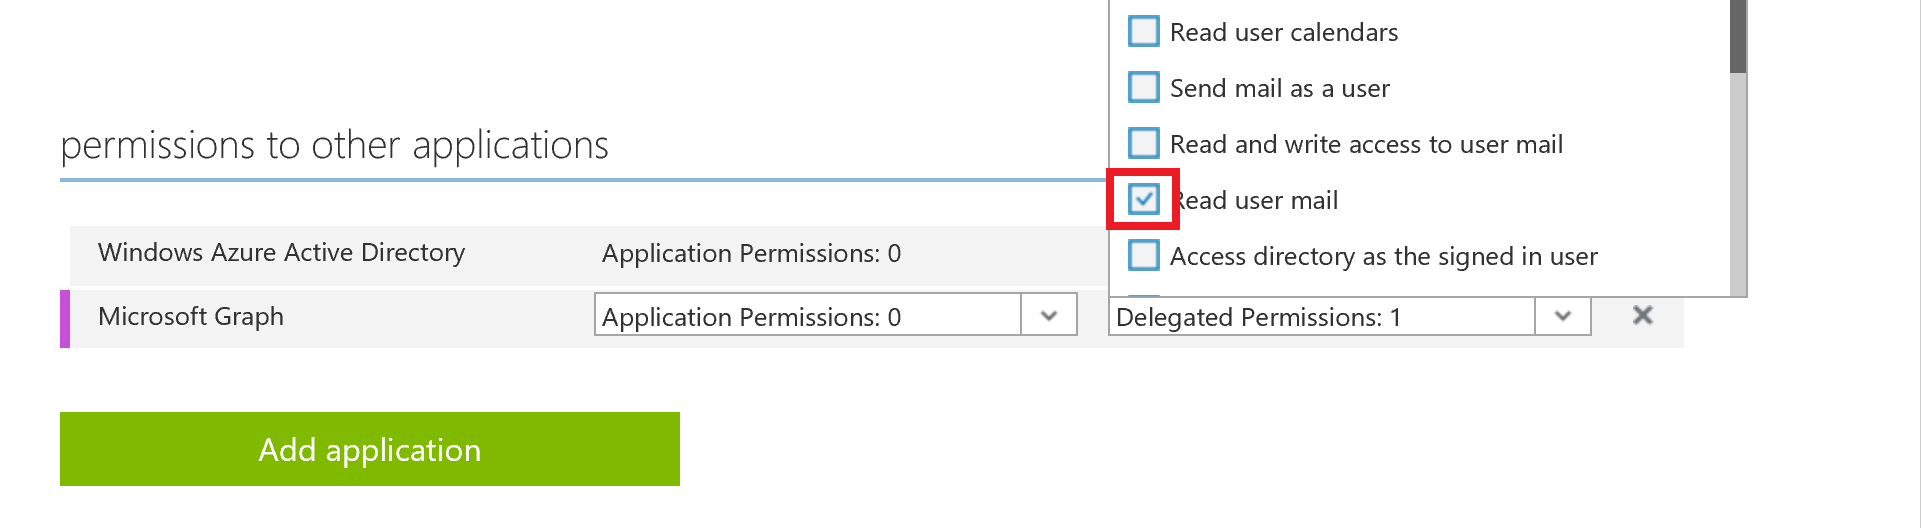 Read user calendars
Send mail as a user
permissions to other applications
Read and write access to user mail
Read user mail
Windows Azure Active Directory
Application Permissions: 0
Access directory as the signed in user
Microsoft Graph
Application Permissions: 0
Delegated Permissions: 1
Add application